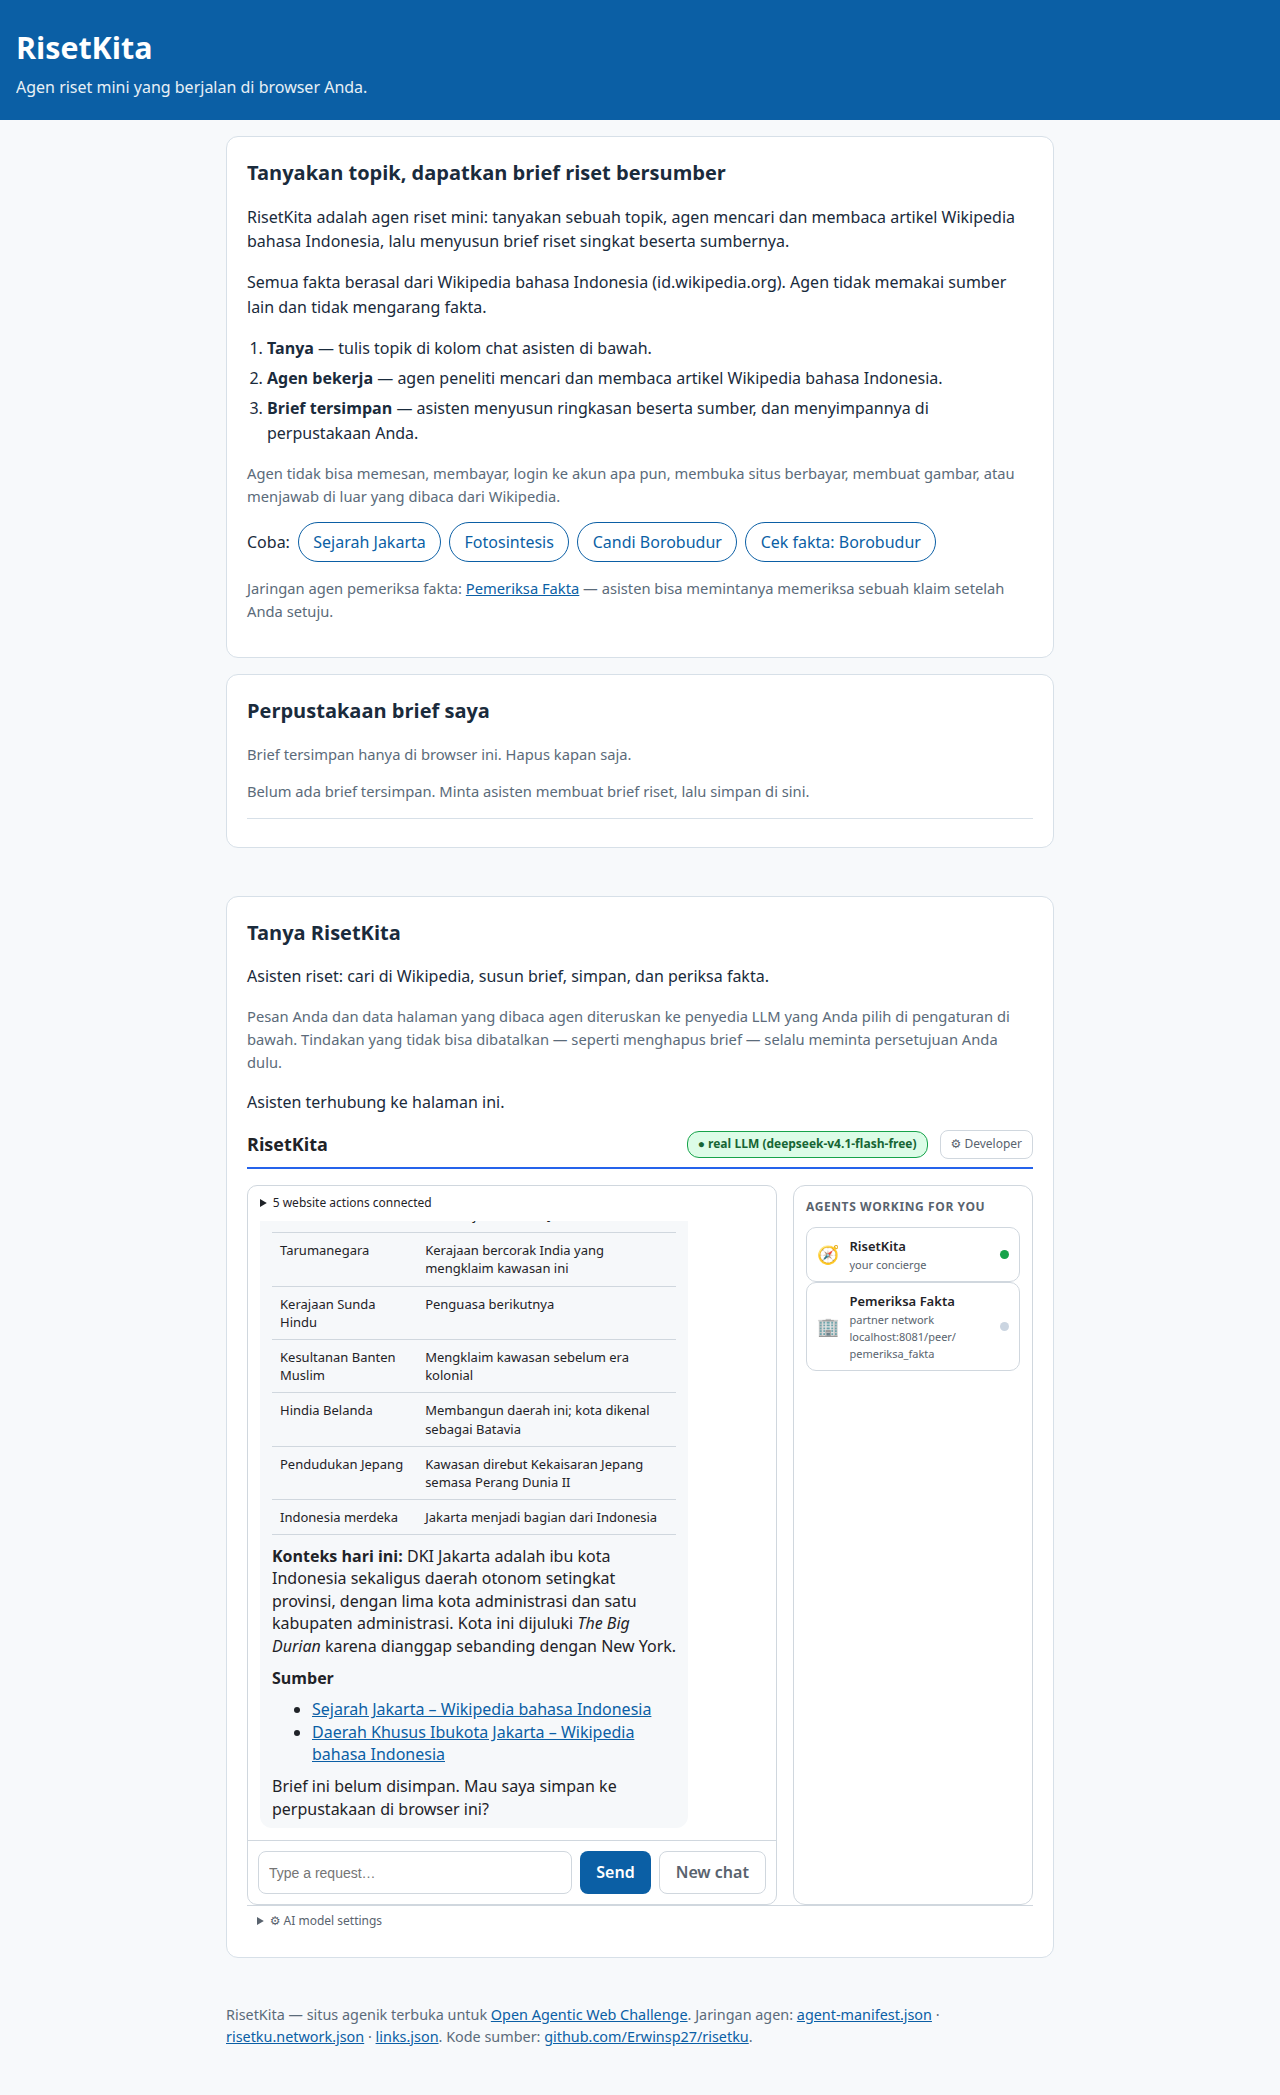 RisetKita
Agen riset mini yang berjalan di browser Anda.
Tanyakan topik, dapatkan brief riset bersumber
RisetKita adalah agen riset mini: tanyakan sebuah topik, agen mencari dan membaca artikel Wikipedia
bahasa Indonesia, lalu menyusun brief riset singkat beserta sumbernya.
Semua fakta berasal dari Wikipedia bahasa Indonesia (id.wikipedia.org). Agen tidak memakai sumber
lain dan tidak mengarang fakta.
1. Tanya — tulis topik di kolom chat asisten di bawah.
2. Agen bekerja — agen peneliti mencari dan membaca artikel Wikipedia bahasa Indonesia.
3. Brief tersimpan — asisten menyusun ringkasan beserta sumber, dan menyimpannya di
perpustakaan Anda.
Agen tidak bisa memesan, membayar, login ke akun apa pun, membuka situs berbayar, membuat gambar, atau
menjawab di luar yang dibaca dari Wikipedia.
Coba: Sejarah Jakarta Fotosintesis Candi Borobudur Cek fakta: Borobudur
Jaringan agen pemeriksa fakta: Pemeriksa Fakta — asisten bisa memintanya memeriksa sebuah klaim setelah
Anda setuju.
Perpustakaan brief saya
Brief tersimpan hanya di browser ini. Hapus kapan saja.
Belum ada brief tersimpan. Minta asisten membuat brief riset, lalu simpan di sini.
Tanya RisetKita
Asisten riset: cari di Wikipedia, susun brief, simpan, dan periksa fakta.
Pesan Anda dan data halaman yang dibaca agen diteruskan ke penyedia LLM yang Anda pilih di pengaturan di
bawah. Tindakan yang tidak bisa dibatalkan — seperti menghapus brief — selalu meminta persetujuan Anda
dulu.
Asisten terhubung ke halaman ini.
RisetKita
● real LLM (deepseek-v4.1-flash-free)
⚙ Developer
▶ 5 website actions connected
Tarumanegara
Kerajaan bercorak India yang
mengklaim kawasan ini
Kerajaan Sunda
Hindu
Penguasa berikutnya
Kesultanan Banten
Muslim
Mengklaim kawasan sebelum era
kolonial
Hindia Belanda
Membangun daerah ini; kota dikenal
sebagai Batavia
Pendudukan Jepang
Kawasan direbut Kekaisaran Jepang
semasa Perang Dunia II
Indonesia merdeka
Jakarta menjadi bagian dari Indonesia
Konteks hari ini: DKI Jakarta adalah ibu kota
Indonesia sekaligus daerah otonom setingkat
provinsi, dengan lima kota administrasi dan satu
kabupaten administrasi. Kota ini dijuluki The Big
Durian karena dianggap sebanding dengan New York.
Sumber
• Sejarah Jakarta – Wikipedia bahasa Indonesia
• Daerah Khusus Ibukota Jakarta – Wikipedia
bahasa Indonesia
Brief ini belum disimpan. Mau saya simpan ke
perpustakaan di browser ini?
Type a request…
Send
New chat
AGENTS WORKING FOR YOU
RisetKita
your concierge
Pemeriksa Fakta
partner network
localhost:8081/peer/
pemeriksa_fakta
▶ ⚙ AI model settings
RisetKita — situs agenik terbuka untuk Open Agentic Web Challenge. Jaringan agen: agent-manifest.json ·
risetku.network.json · links.json. Kode sumber: github.com/Erwinsp27/risetku.